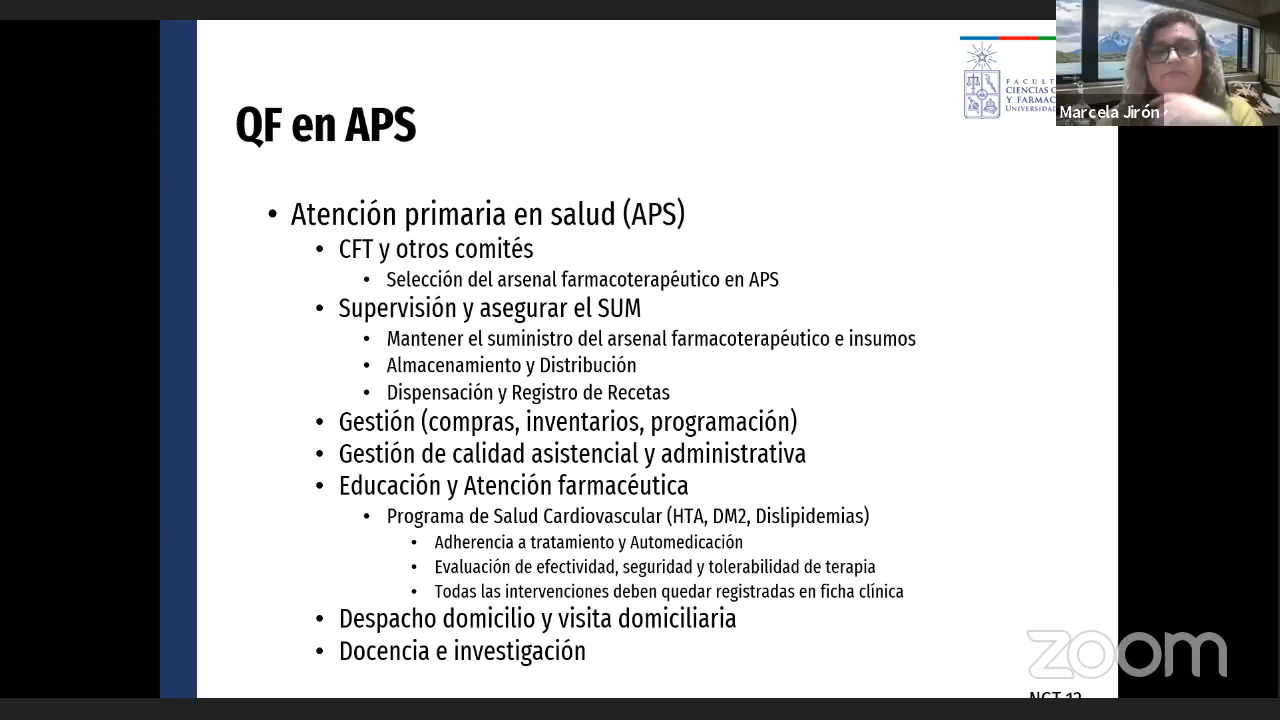 QF en APS
FACULT
CIENCIAS
Y FARMAC
UNIVERSIDA
Marcela Jirón
• Atención primaria en salud (APS)
• CFT y otros comités
• Selección del arsenal farmacoterapéutico en APS
• Supervisión y asegurar el SUM
• Mantener el suministro del arsenal farmacoterapéutico e insumos
• Almacenamiento y Distribución
• Dispensación y Registro de Recetas
• Gestión (compras, inventarios, programación)
• Gestión de calidad asistencial y administrativa
• Educación y Atención farmacéutica
• Programa de Salud Cardiovascular (HTA, DM2, Dislipidemias)
• Adherencia a tratamiento y Automedicación
• Evaluación de efectividad, seguridad y tolerabilidad de terapia
• Todas las intervenciones deben quedar registradas en ficha clínica
• Despacho domicilio y visita domiciliaria
• Docencia e investigación
zoom